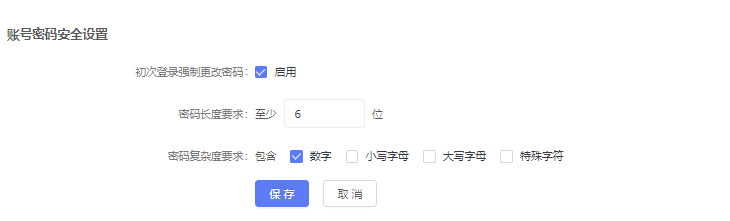 账号密码安全设置
初次登录强制更改密码: 启用
密码长度要求: 至少 6 位
密码复杂度要求: 包含 数字 小写字母 大写字母 特殊字符
保存 取消